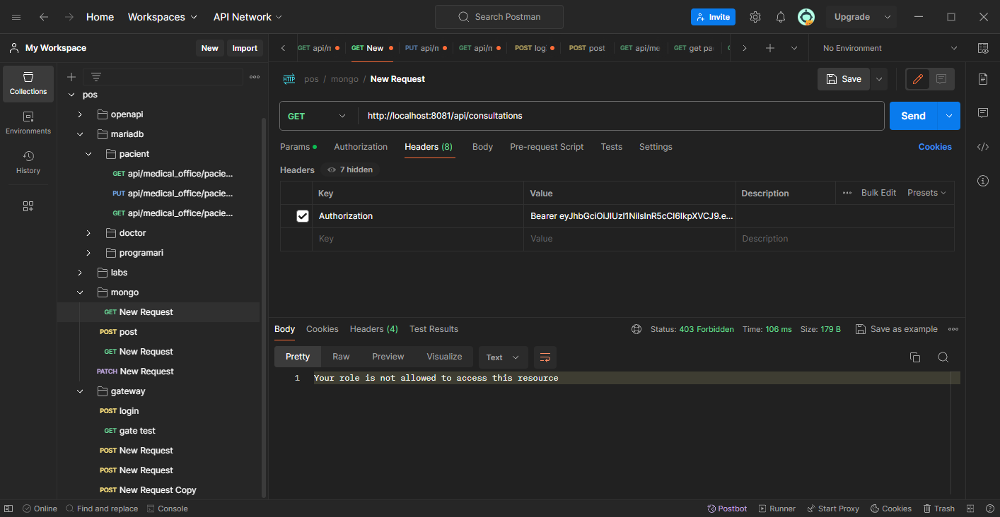 Home Workspaces API Network Search Postman Invite Upgrade
My Workspace New Import GET api/n GET New PUT api/n GET api/n POST log POST post GET api/me GET get pa No Environment
Collections
Environments
History
pos
openapi
mariadb
pacient
GET api/medical_office/pacie...
PUT api/medical_office/pacie...
GET api/medical_office/pacie...
doctor
programari
labs
mongo
GET New Request
POST post
GET New Request
PATCH New Request
gateway
POST login
GET gate test
POST New Request
POST New Request
POST New Request Copy
HTTP pos / mongo / New Request Save
GET http://localhost:8081/api/consultations Send
Params Authorization Headers (8) Body Pre-request Script Tests Settings Cookies
Headers 7 hidden
Key Value Description Bulk Edit Presets
Authorization Bearer eyJhbGciOiJIUzI1NiIsInR5cCI6IkpXVCJ9.e...
Key Value Description
Body Cookies Headers (4) Test Results Status: 403 Forbidden Time: 106 ms Size: 179 B Save as example
Pretty Raw Preview Visualize Text
1 Your role is not allowed to access this resource
Online Find and replace Console Postbot Runner Start Proxy Cookies Trash